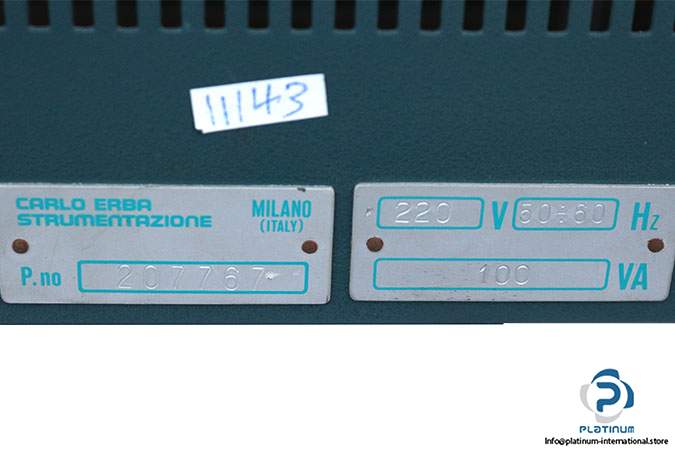 11143
CARLO ERBA
STRUMENTAZIONE
MILANO
(ITALY)
P.no 207767
220 V 50÷60 Hz
100 VA
PLATINUM
Info@platinum-international.store